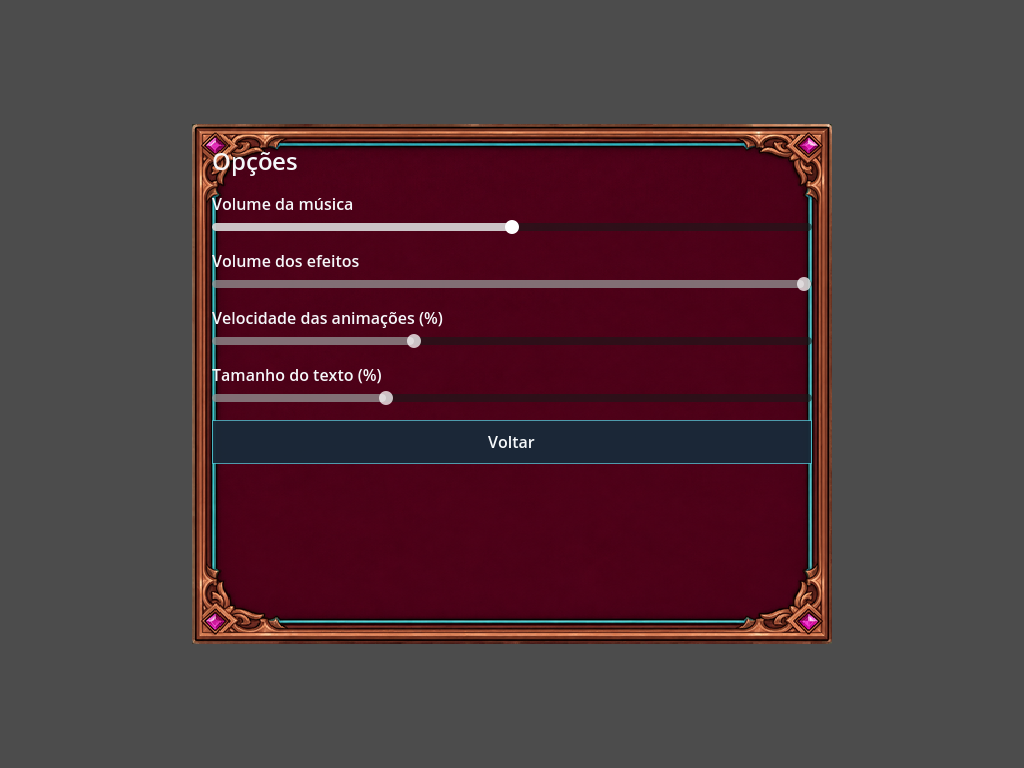 Opções
Volume da música
Volume dos efeitos
Velocidade das animações (%)
Tamanho do texto (%)
Voltar